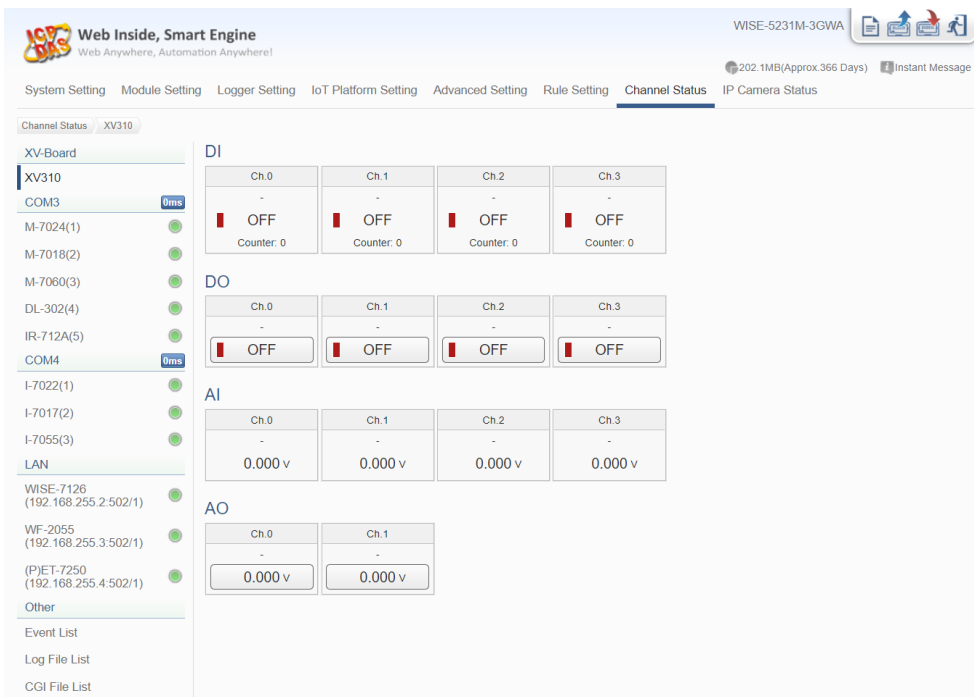 ICP DAS
Web Inside, Smart Engine
Web Anywhere, Automation Anywhere!
WISE-5231M-3GWA
202.1MB(Approx.366 Days) Instant Message
System Setting Module Setting Logger Setting IoT Platform Setting Advanced Setting Rule Setting Channel Status IP Camera Status
Channel Status XV310
XV-Board
XV310
COM3 0ms
M-7024(1)
M-7018(2)
M-7060(3)
DL-302(4)
IR-712A(5)
COM4 0ms
I-7022(1)
I-7017(2)
I-7055(3)
LAN
WISE-7126
(192.168.255.2:502/1)
WF-2055
(192.168.255.3:502/1)
(P)ET-7250
(192.168.255.4:502/1)
Other
Event List
Log File List
CGI File List
DI
Ch.0 Ch.1 Ch.2 Ch.3
- - - -
OFF OFF OFF OFF
Counter: 0 Counter: 0 Counter: 0 Counter: 0
DO
Ch.0 Ch.1 Ch.2 Ch.3
- - - -
OFF OFF OFF OFF
AI
Ch.0 Ch.1 Ch.2 Ch.3
- - - -
0.000 V 0.000 V 0.000 V 0.000 V
AO
Ch.0 Ch.1
- -
0.000 V 0.000 V